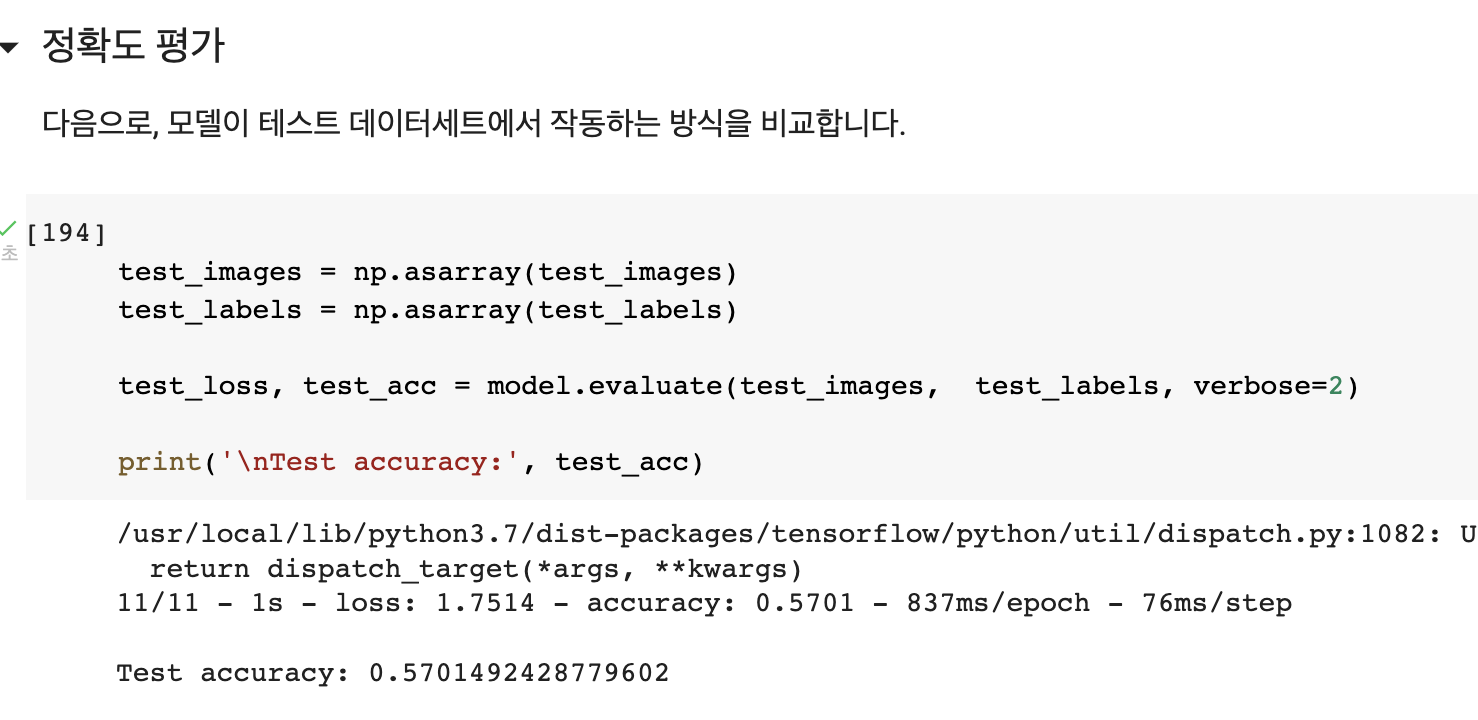 정확도 평가
다음으로, 모델이 테스트 데이터세트에서 작동하는 방식을 비교합니다.
[194]
초
test_images = np.asarray(test_images)
test_labels = np.asarray(test_labels)
test_loss, test_acc = model.evaluate(test_images,  test_labels, verbose=2)
print('\nTest accuracy:', test_acc)
/usr/local/lib/python3.7/dist-packages/tensorflow/python/util/dispatch.py:1082: U
return dispatch_target(*args, **kwargs)
11/11 - 1s - loss: 1.7514 - accuracy: 0.5701 - 837ms/epoch - 76ms/step
Test accuracy: 0.5701492428779602